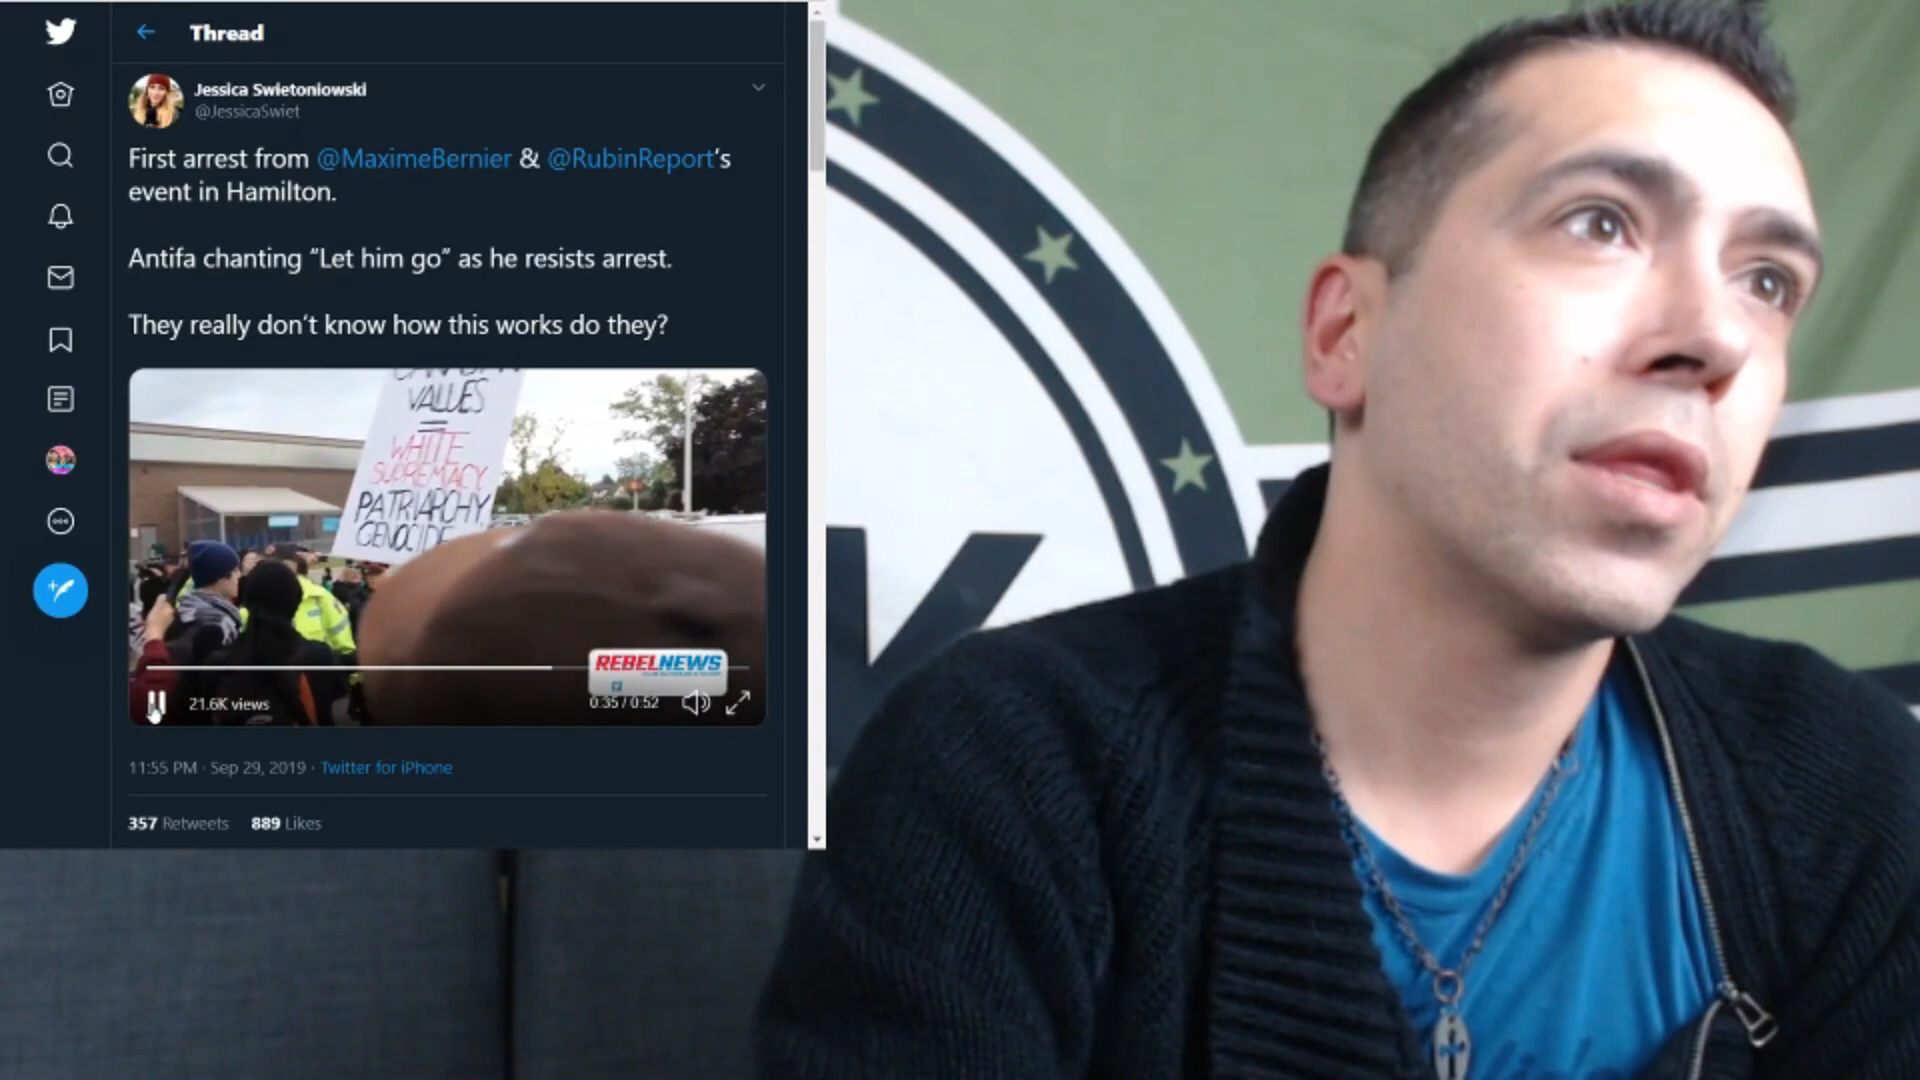 Thread
Jessica Swietoniowski
@JessicaSwiet
First arrest from @MaximeBernier & @RubinReport's
event in Hamilton.
Antifa chanting “Let him go” as he resists arrest.
They really don't know how this works do they?
VALUES
=
WHITE
SUPREMACY
PATRIARCHY
GENOCIDE
REBELNEWS
21.6K views
0:35 / 0:52
11:55 PM · Sep 29, 2019 · Twitter for iPhone
357 Retweets 889 Likes
K